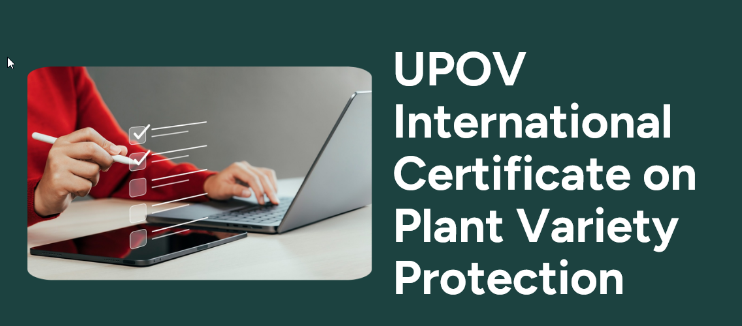 UPOV
International
Certificate on
Plant Variety
Protection